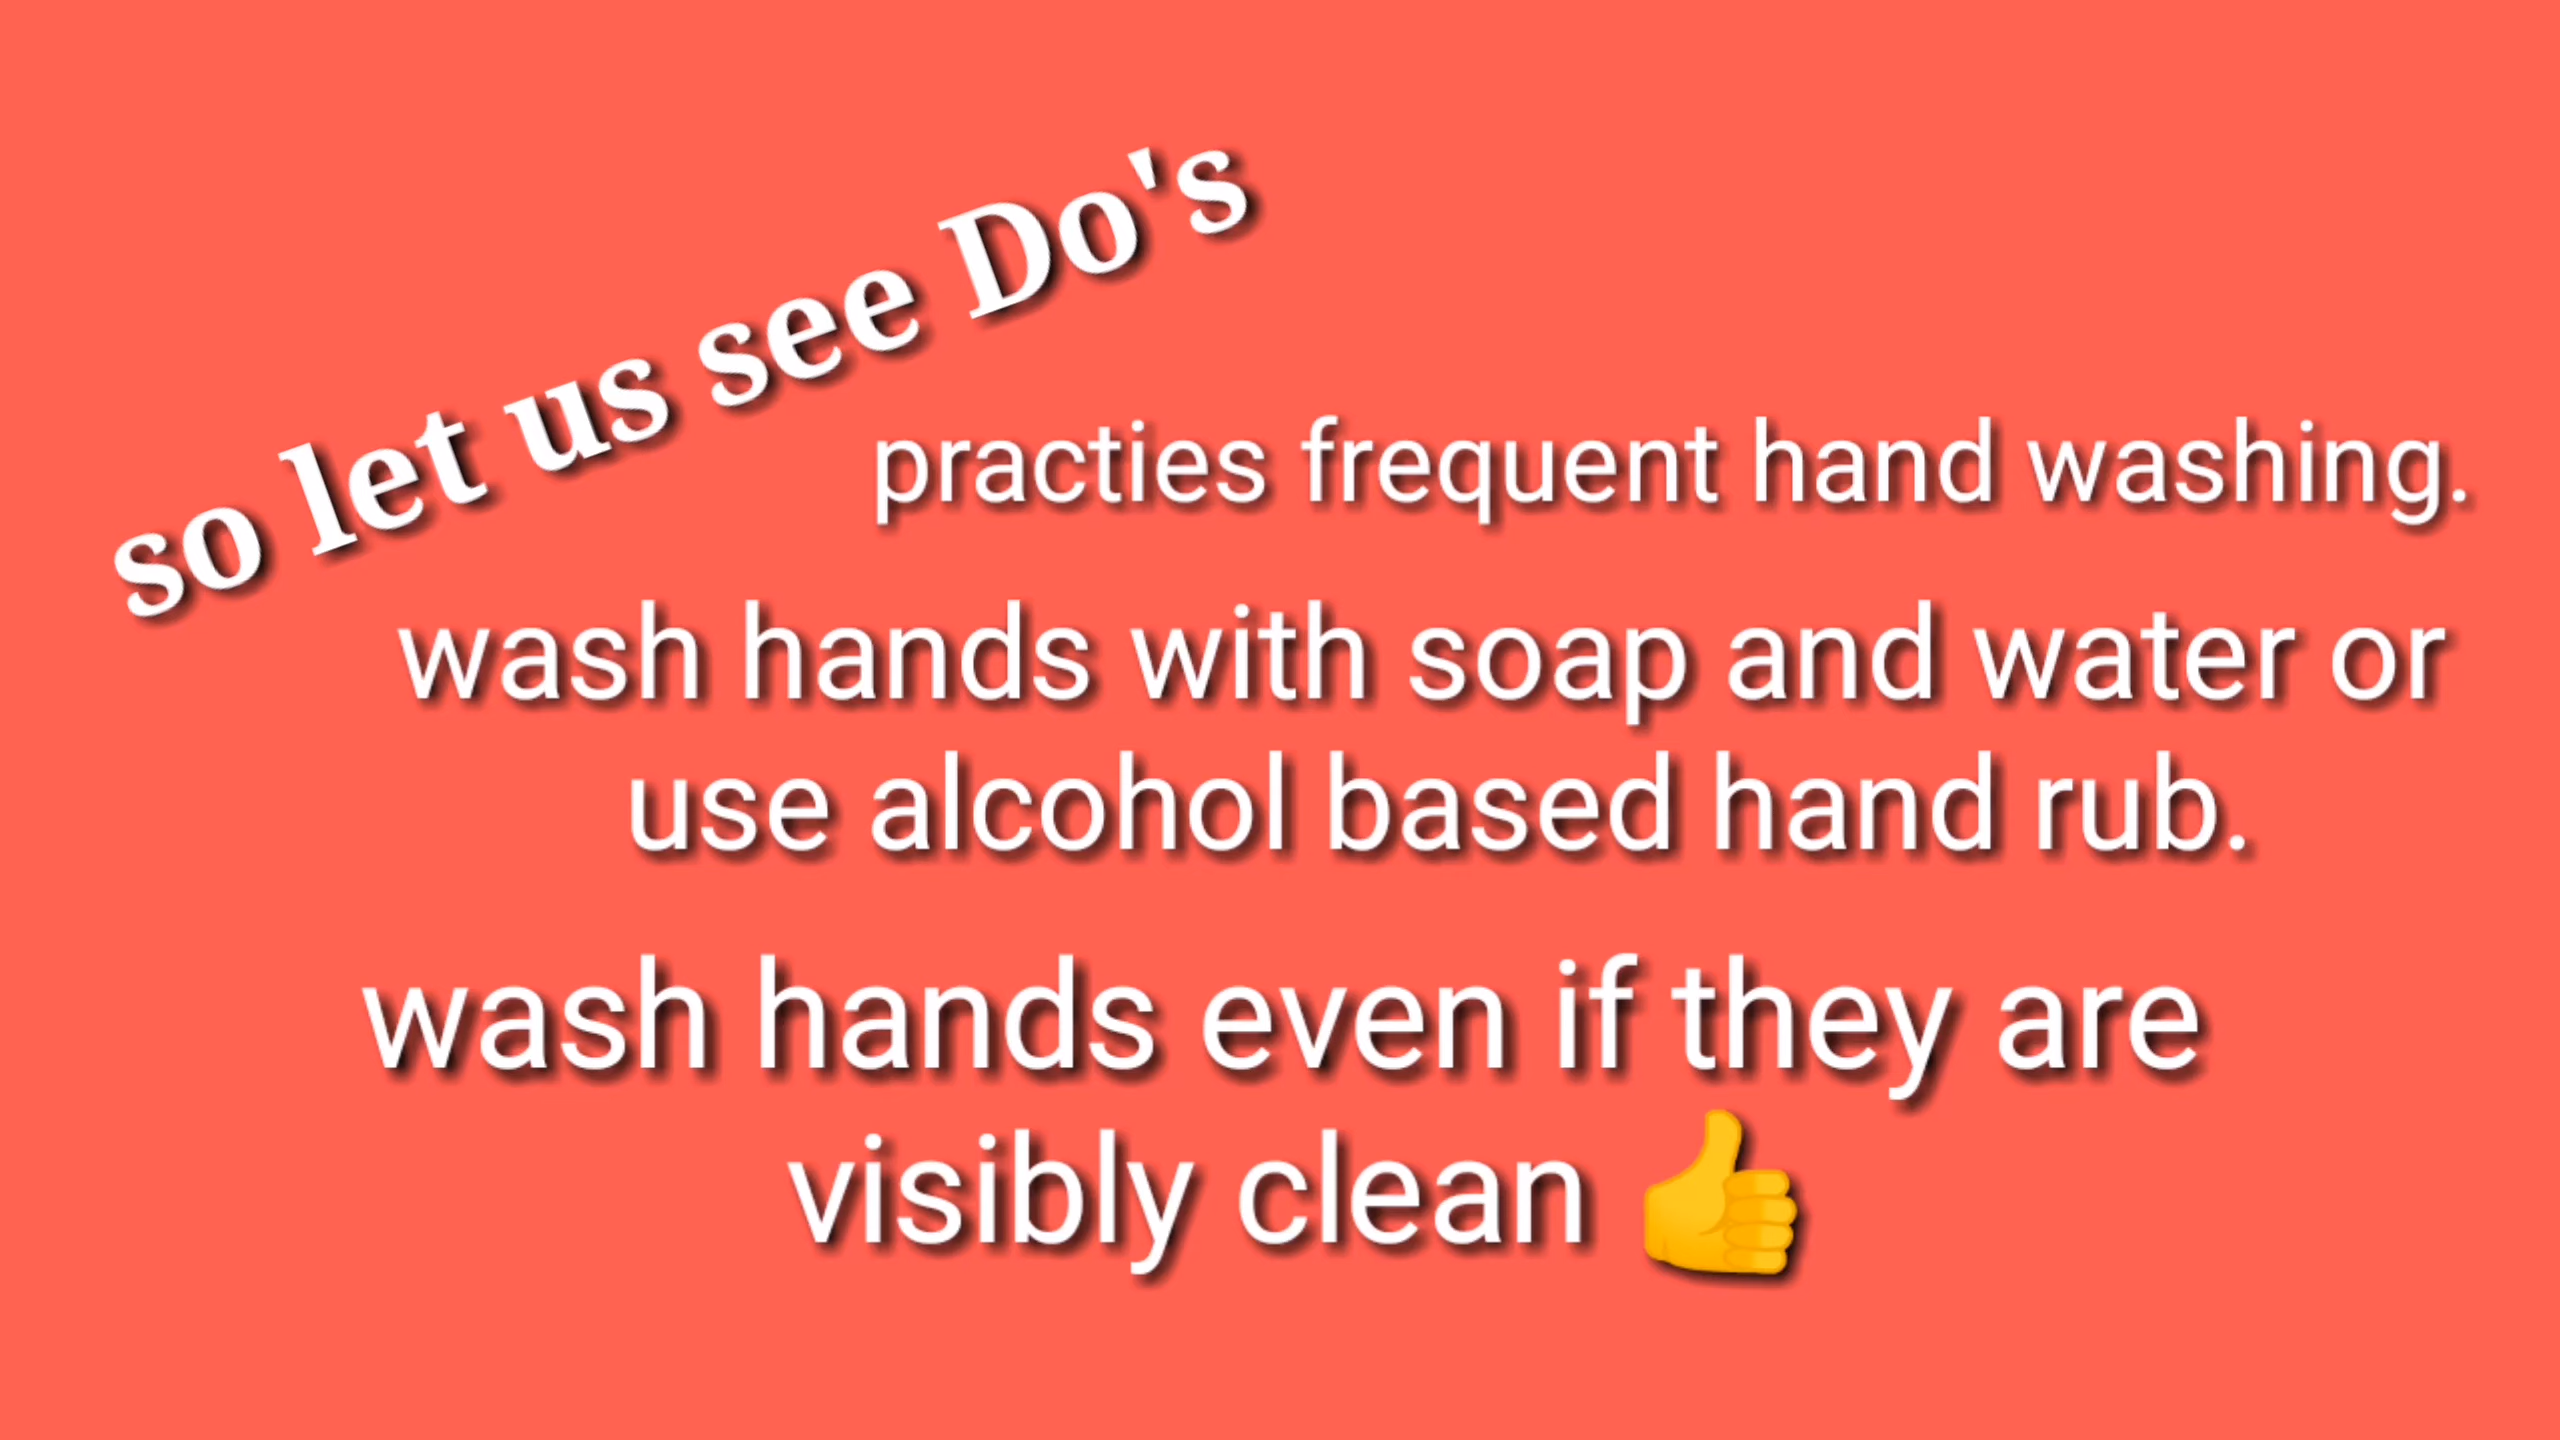 so let us see Do's
practies frequent hand washing.
wash hands with soap and water or
use alcohol based hand rub.
wash hands even if they are
visibly clean 👍